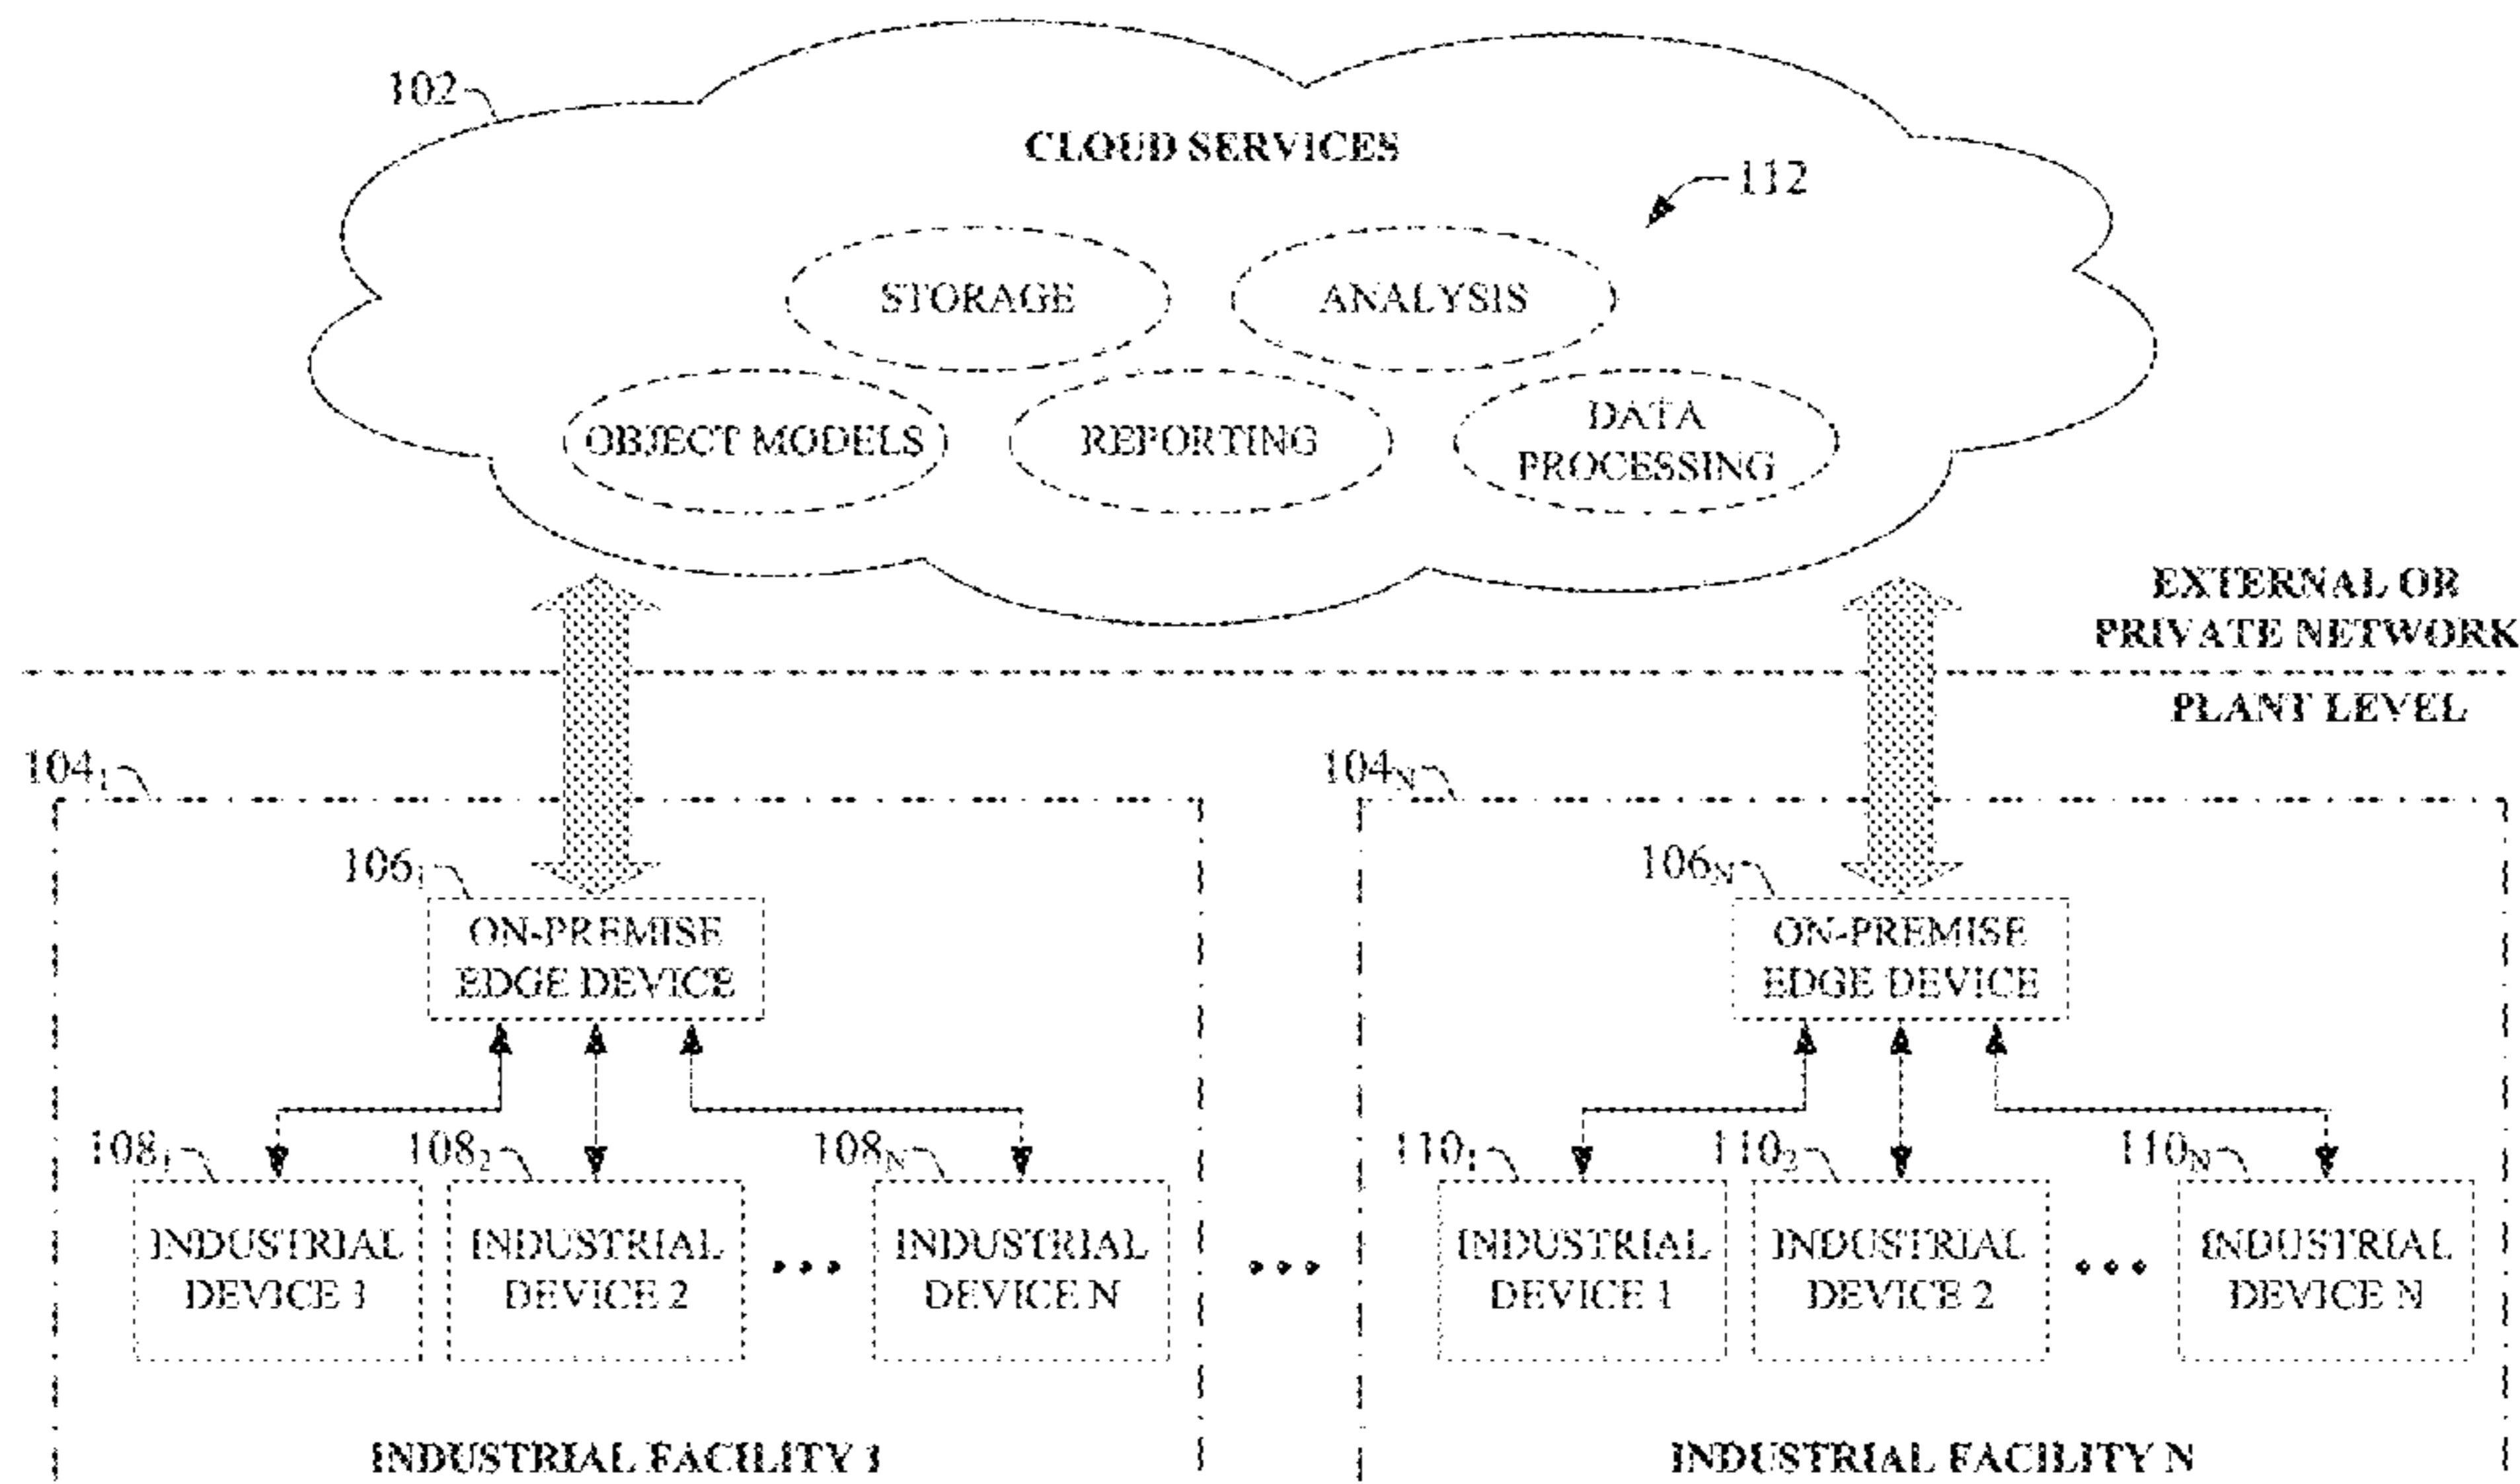 102
CLOUD SERVICES
112
STORAGE
ANALYSIS
OBJECT MODELS
REPORTING
DATA
PROCESSING
EXTERNAL OR
PRIVATE NETWORK
PLANT LEVEL
104₁
104N
106₁
106N
ON-PREMISE
EDGE DEVICE
ON-PREMISE
EDGE DEVICE
108₁
108₂
108N
110₁
110₂
110N
INDUSTRIAL
DEVICE 1
INDUSTRIAL
DEVICE 2
•••
INDUSTRIAL
DEVICE N
•••
INDUSTRIAL
DEVICE 1
INDUSTRIAL
DEVICE 2
•••
INDUSTRIAL
DEVICE N
INDUSTRIAL FACILITY 1
INDUSTRIAL FACILITY N